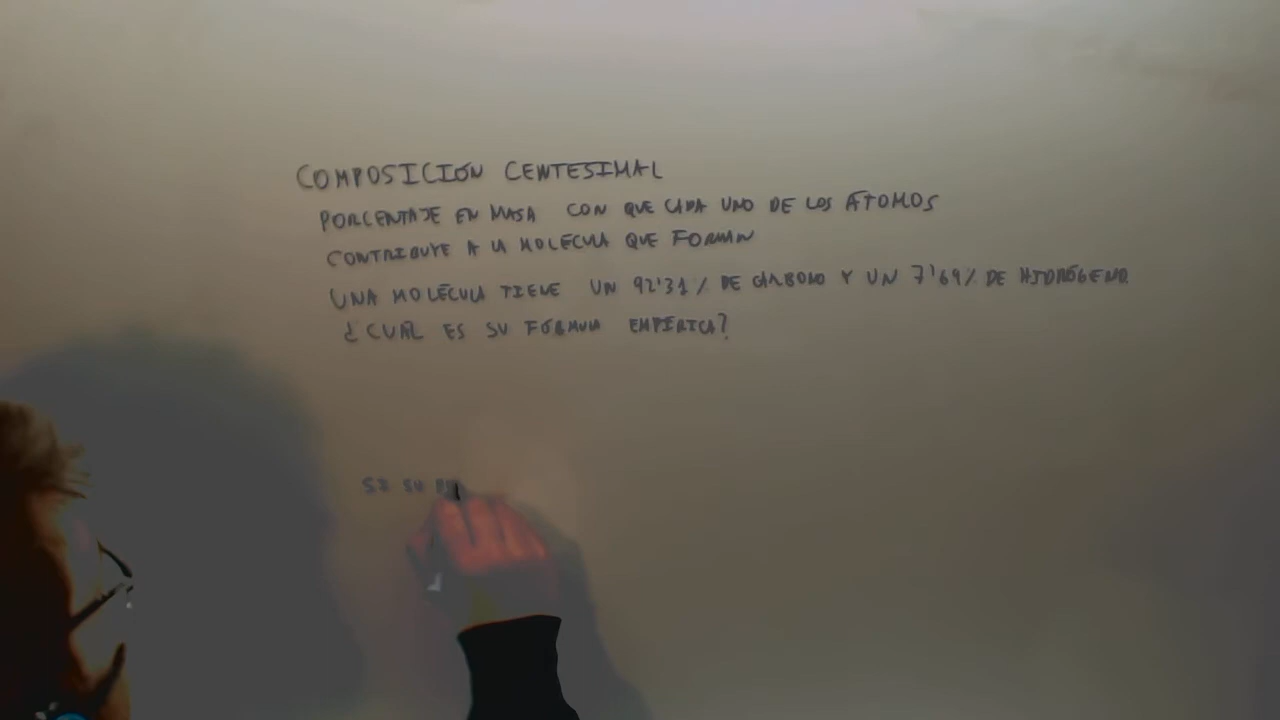 COMPOSICIÓN CENTESIMAL
PORCENTAJE EN MASA CON QUE CADA UNO DE LOS ÁTOMOS
CONTRIBUYE A LA MOLÉCULA QUE FORMAN
UNA MOLÉCULA TIENE UN 92'31% DE CARBONO Y UN 7'69% DE HIDRÓGENO
¿CUÁL ES SU FÓRMULA EMPÍRICA?
SI SU